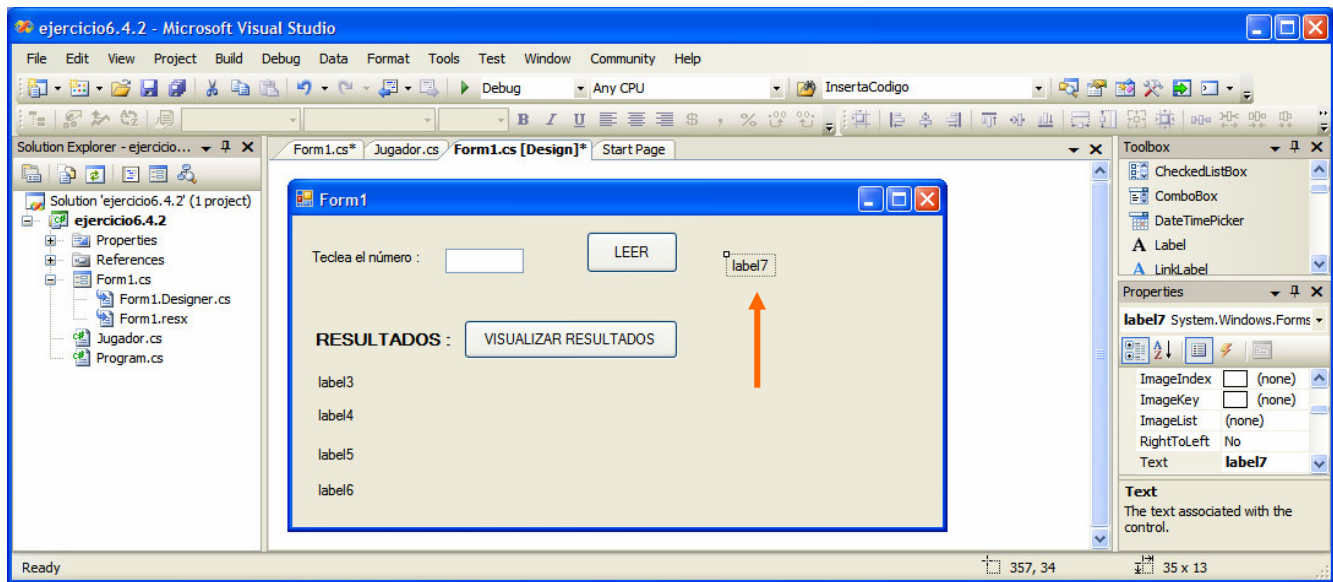 ejercicio6.4.2 - Microsoft Visual Studio
File Edit View Project Build Debug Data Format Tools Test Window Community Help
Debug Any CPU InsertaCodigo
B I U $ , %
Solution Explorer - ejercicio...
Form1.cs* Jugador.cs Form1.cs [Design]* Start Page
Toolbox
Solution 'ejercicio6.4.2' (1 project)
ejercicio6.4.2
Properties
References
Form1.cs
Form1.Designer.cs
Form1.resx
Jugador.cs
Program.cs
Form1
Teclea el número :
LEER
label7
RESULTADOS :
VISUALIZAR RESULTADOS
label3
label4
label5
label6
CheckedListBox
ComboBox
DateTimePicker
A Label
A LinkLabel
Properties
label7 System.Windows.Forms
ImageIndex (none)
ImageKey (none)
ImageList (none)
RightToLeft No
Text label7
Text
The text associated with the
control.
Ready
357, 34
35 x 13